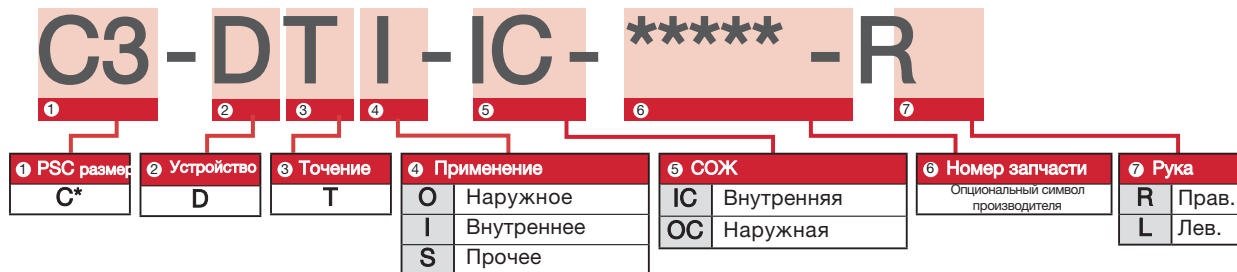 C3 - D T I - IC - ***** - R
① ② ③ ④ ⑤ ⑥ ⑦
① PSC размер
C*
② Устройство
D
③ Точение
T
④ Применение
O Наружное
I Внутреннее
S Прочее
⑤ СОЖ
IC Внутренняя
OC Наружная
⑥ Номер запчасти
Опциональный символ
производителя
⑦ Рука
R Прав.
L Лев.